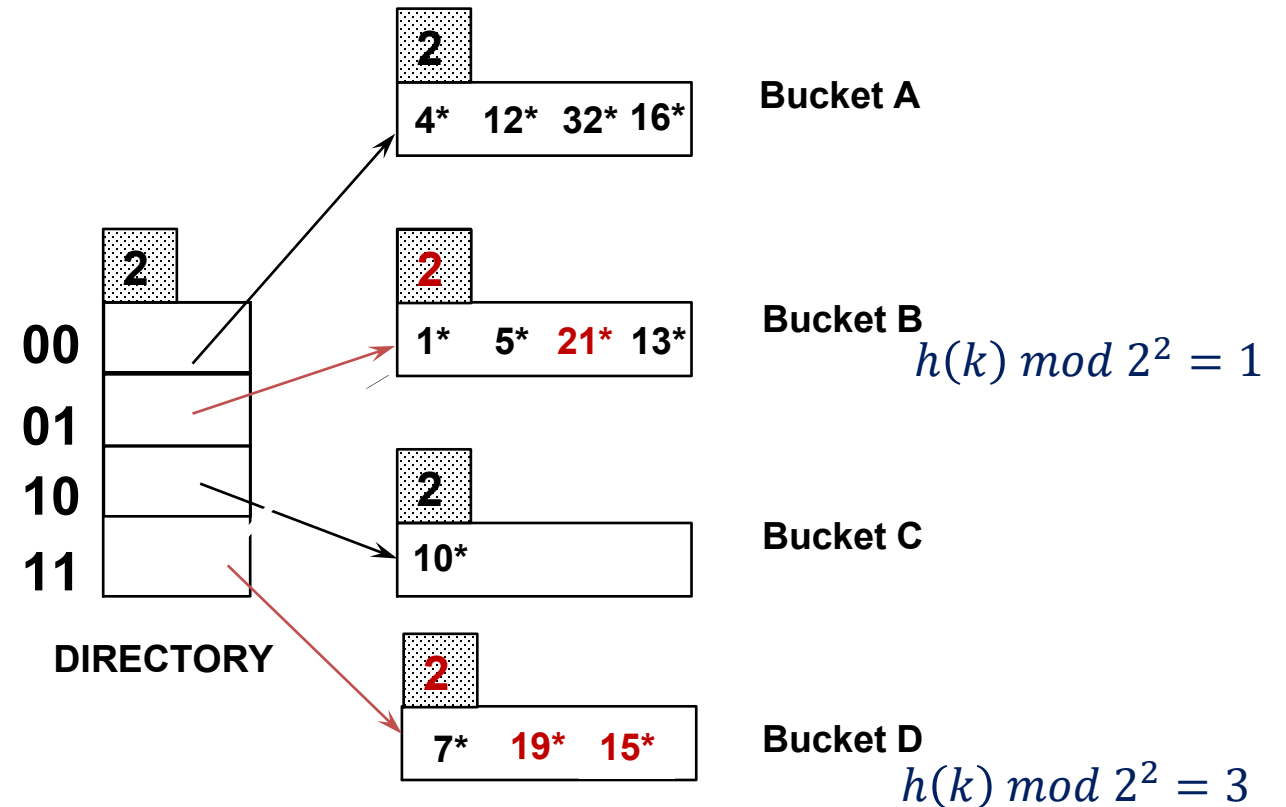 2
4* 12* 32* 16*
Bucket A
2
00
01
10
11
DIRECTORY
2
1* 5* 21* 13*
Bucket B
h(k) mod 2² = 1
2
10*
Bucket C
2
7* 19* 15*
Bucket D
h(k) mod 2² = 3